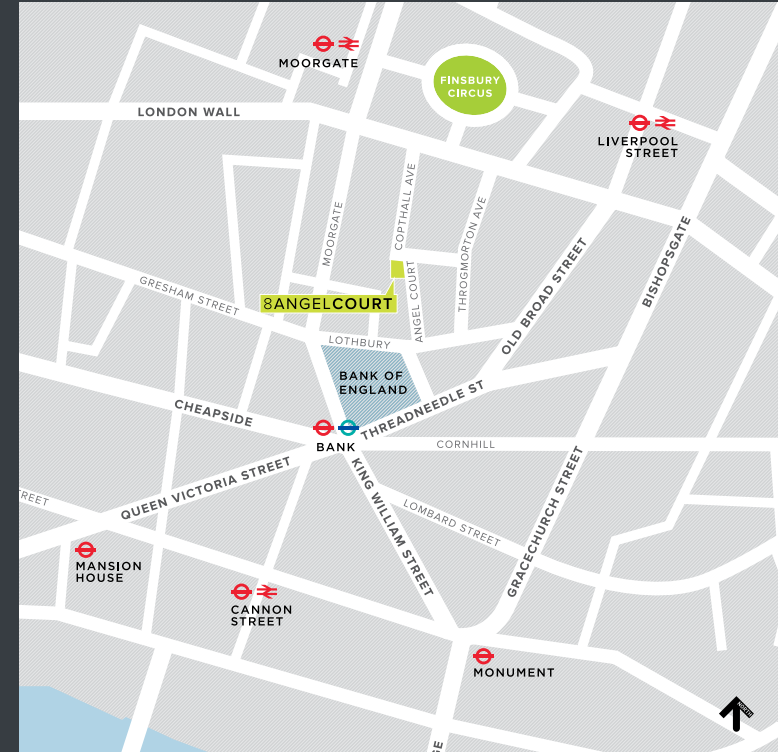 MOORGATE
FINSBURY
CIRCUS
LONDON WALL
LIVERPOOL
STREET
COPTHALL AVE
MOORGATE
THROGMORTON AVE
BISHOPSGATE
OLD BROAD STREET
GRESHAM STREET
8ANGELCOURT
ANGEL COURT
LOTHBURY
BANK OF
ENGLAND
THREADNEEDLE ST
CHEAPSIDE
BANK
CORNHILL
QUEEN VICTORIA STREET
KING WILLIAM STREET
LOMBARD STREET
GRACECHURCH STREET
REET
MANSION
HOUSE
CANNON
STREET
MONUMENT
NORTH
GE